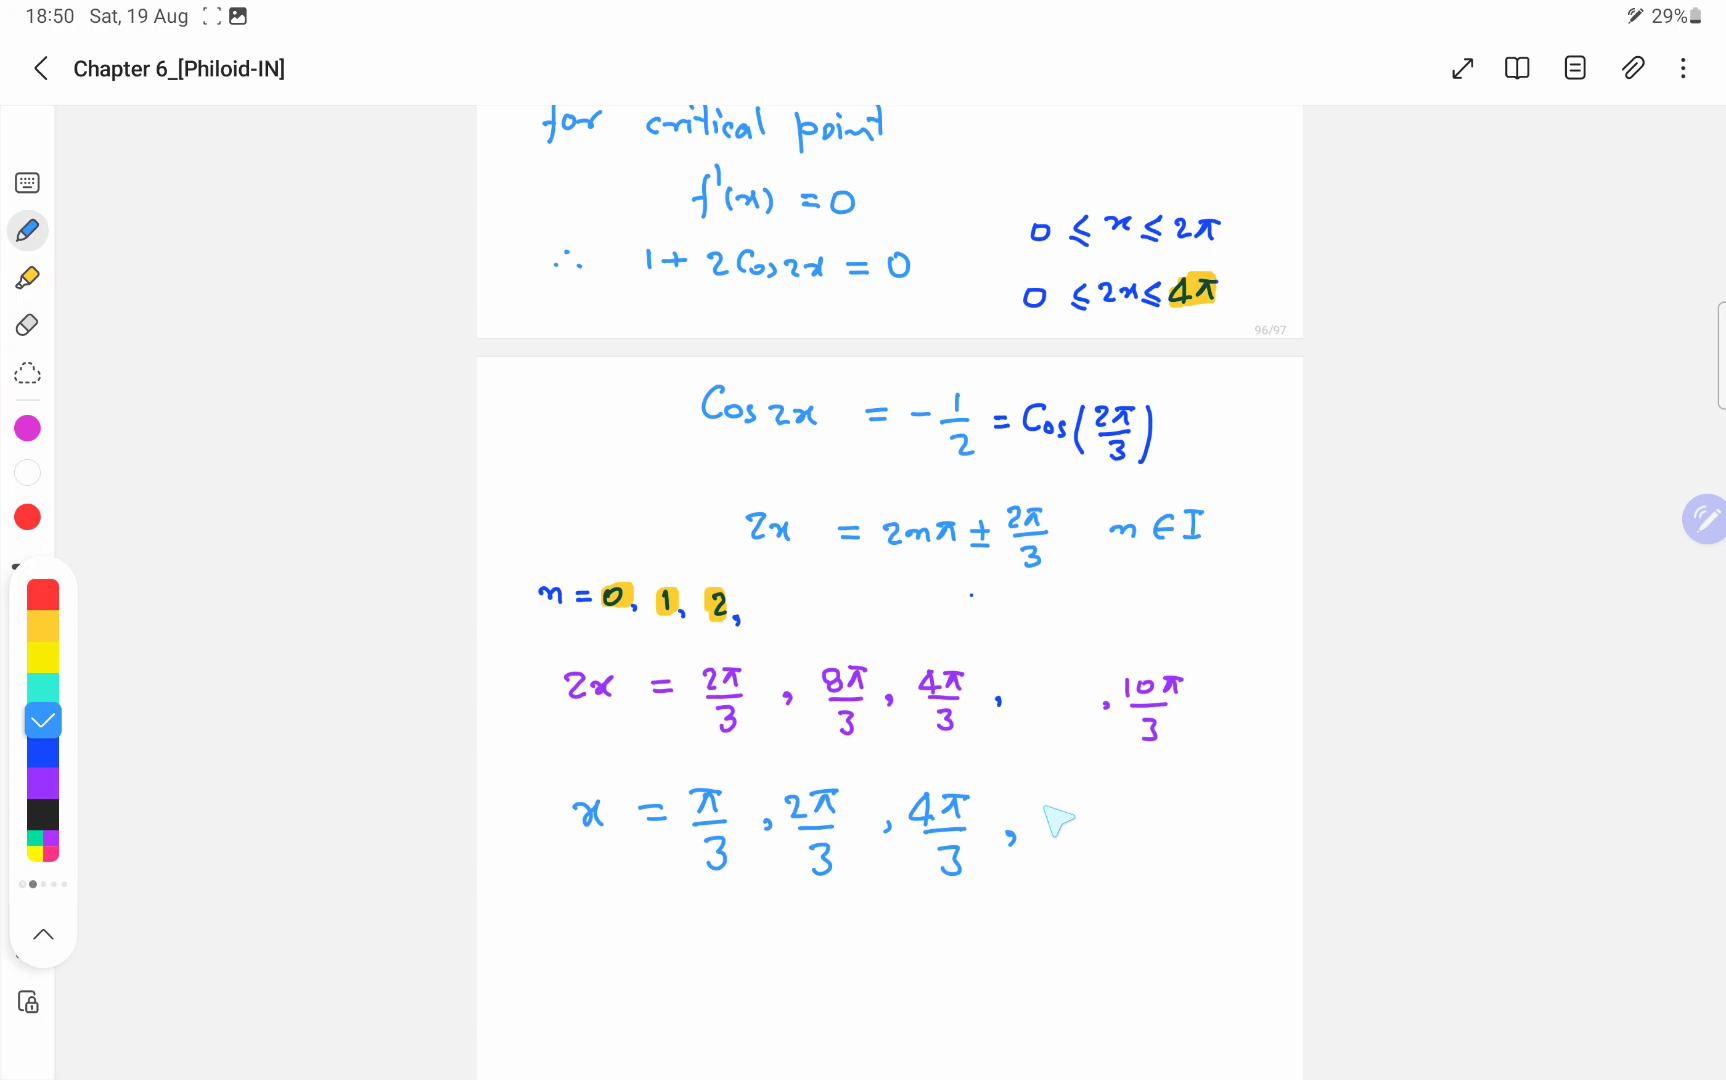 18:50 Sat, 19 Aug 29%
Chapter 6_[Philoid-IN]
for critical point
f'(x) = 0
0 ≤ x ≤ 2π
∴ 1 + 2 Cos 2x = 0
0 ≤ 2x ≤ 4π
96/97
Cos 2x = - 1/2 = Cos (2π/3)
2x = 2nπ ± 2π/3 n ∈ I
n = 0, 1, 2,
2x = 2π/3 , 8π/3 , 4π/3 , , 10π/3
x = π/3 , 2π/3 , 4π/3 ,